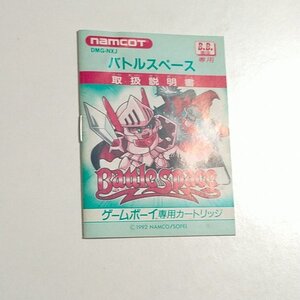 namcot
DMG-NXJ
B.B.
専用
バトルスペース
取扱説明書
Battle Space
ゲームボーイ専用カートリッジ
© 1992 NAMCO/SOFEL